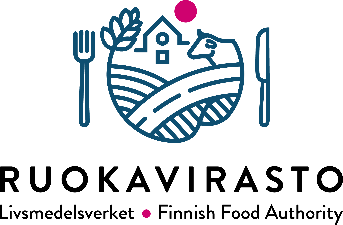 RUOKAVIRASTO
Livsmedelsverket • Finnish Food Authority